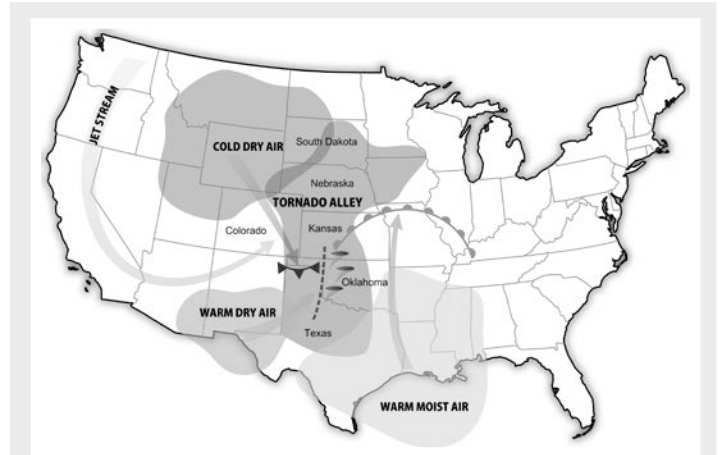 JET STREAM
COLD DRY AIR
South Dakota
Nebraska
TORNADO ALLEY
Colorado
Kansas
Oklahoma
WARM DRY AIR
Texas
WARM MOIST AIR